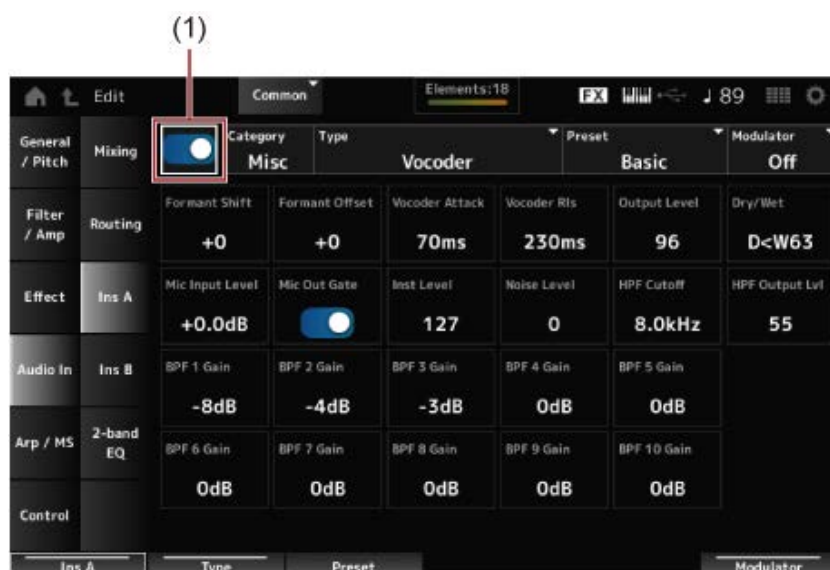 (1)
Edit Common Elements:18 FX ♩ 89
General / Pitch
Mixing
Category
Misc
Type
Vocoder
Preset
Basic
Modulator
Off
Filter / Amp
Routing
Formant Shift
+0
Formant Offset
+0
Vocoder Attack
70ms
Vocoder Rls
230ms
Output Level
96
Dry/Wet
D<W63
Effect
Ins A
Mic Input Level
+0.0dB
Mic Out Gate
Inst Level
127
Noise Level
0
HPF Cutoff
8.0kHz
HPF Output Lvl
55
Audio In
Ins B
BPF 1 Gain
-8dB
BPF 2 Gain
-4dB
BPF 3 Gain
-3dB
BPF 4 Gain
0dB
BPF 5 Gain
0dB
Arp / MS
2-band EQ
BPF 6 Gain
0dB
BPF 7 Gain
0dB
BPF 8 Gain
0dB
BPF 9 Gain
0dB
BPF 10 Gain
0dB
Control
Ins A
Type
Preset
Modulator